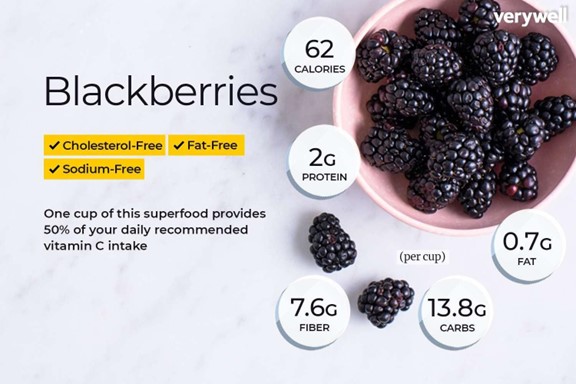 verywell
Blackberries
✓ Cholesterol-Free ✓ Fat-Free
✓ Sodium-Free
One cup of this superfood provides
50% of your daily recommended
vitamin C intake
62
CALORIES
2G
PROTEIN
(per cup)
0.7G
FAT
7.6G
FIBER
13.8G
CARBS